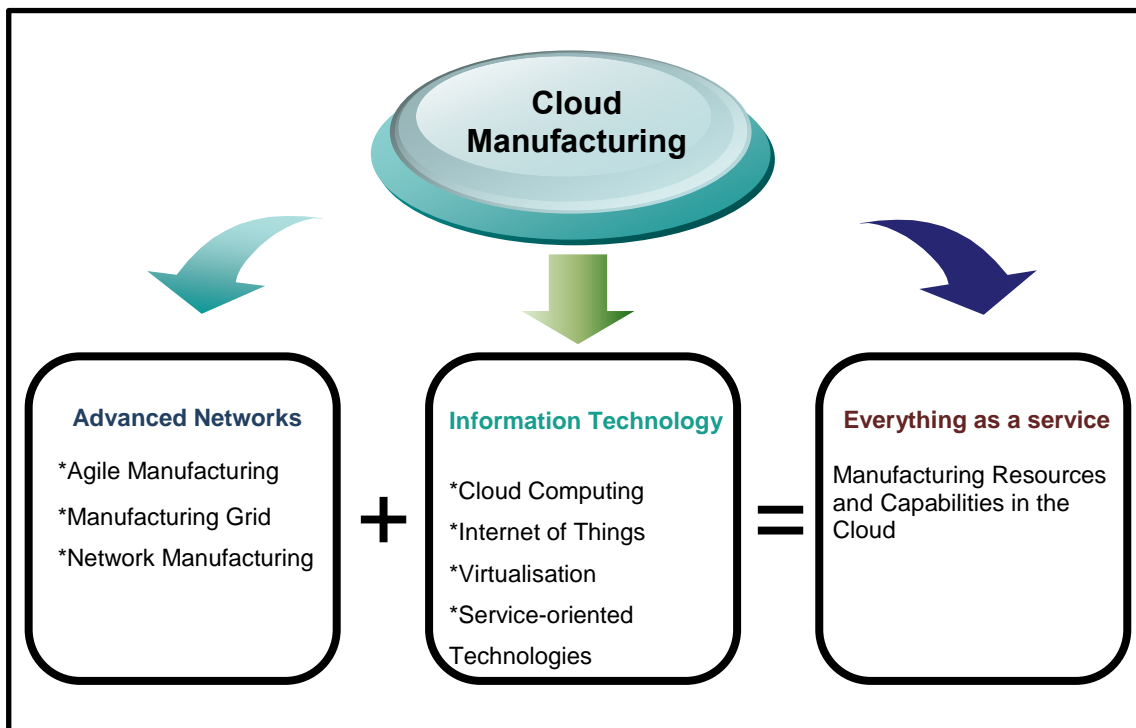 Cloud
Manufacturing
Advanced Networks
*Agile Manufacturing
*Manufacturing Grid
*Network Manufacturing
+
Information Technology
*Cloud Computing
*Internet of Things
*Virtualisation
*Service-oriented
Technologies
=
Everything as a service
Manufacturing Resources
and Capabilities in the
Cloud